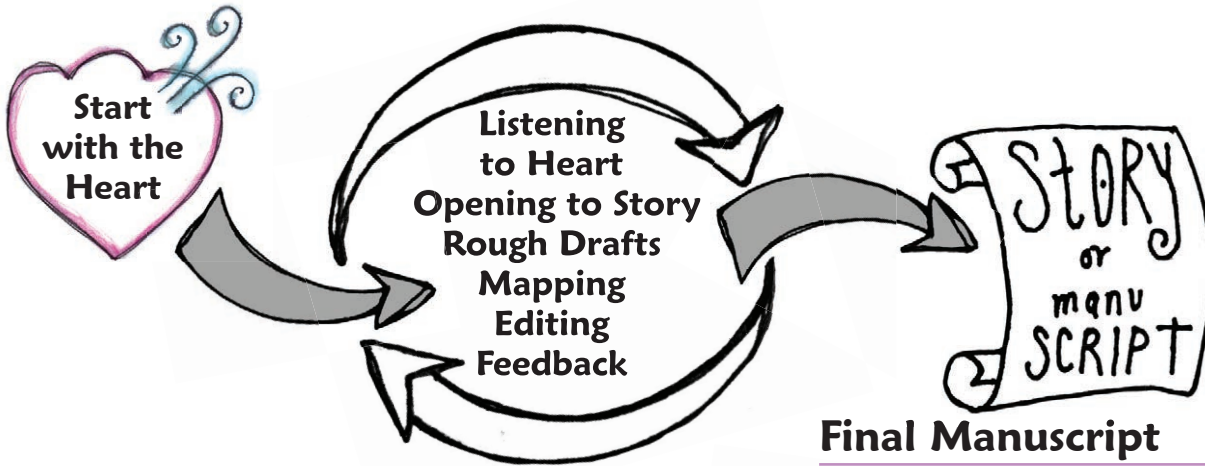 Start
with the
Heart
Listening
to Heart
Opening to Story
Rough Drafts
Mapping
Editing
Feedback
StORY
or
manu
SCRIPT
Final Manuscript